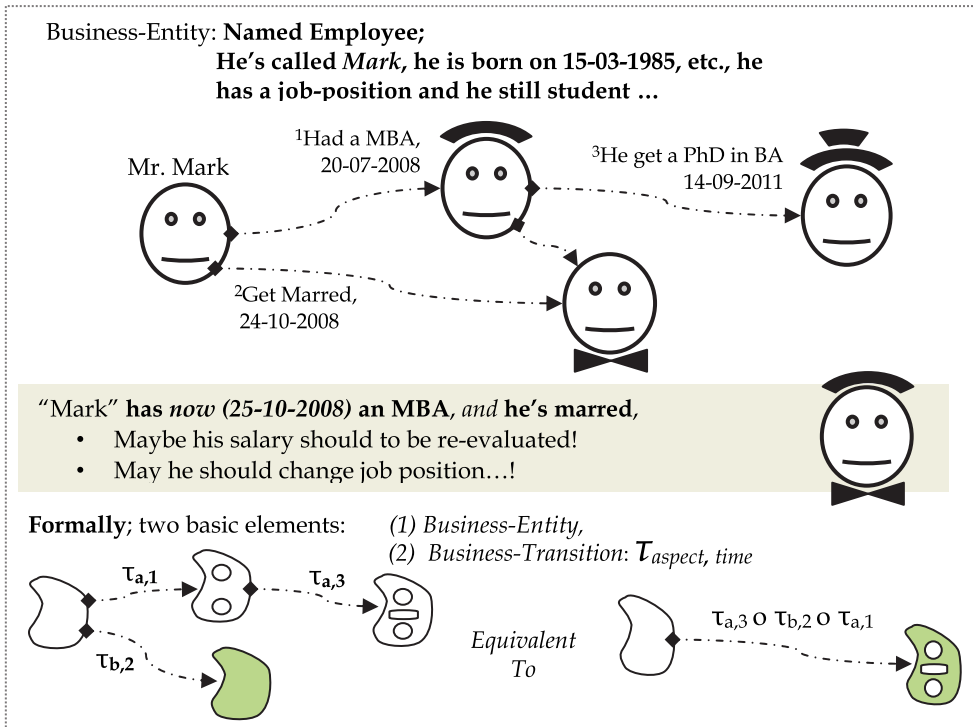 Business-Entity: Named Employee;
He's called Mark, he is born on 15-03-1985, etc., he
has a job-position and he still student …
1Had a MBA,
20-07-2008
3He get a PhD in BA
14-09-2011
Mr. Mark
2Get Marred,
24-10-2008
“Mark” has now (25-10-2008) an MBA, and he's marred,
• Maybe his salary should to be re-evaluated!
• May he should change job position…!
Formally; two basic elements: (1) Business-Entity,
(2) Business-Transition: τaspect, time
τa,1
τa,3
τb,2
Equivalent
To
τa,3 o τb,2 o τa,1